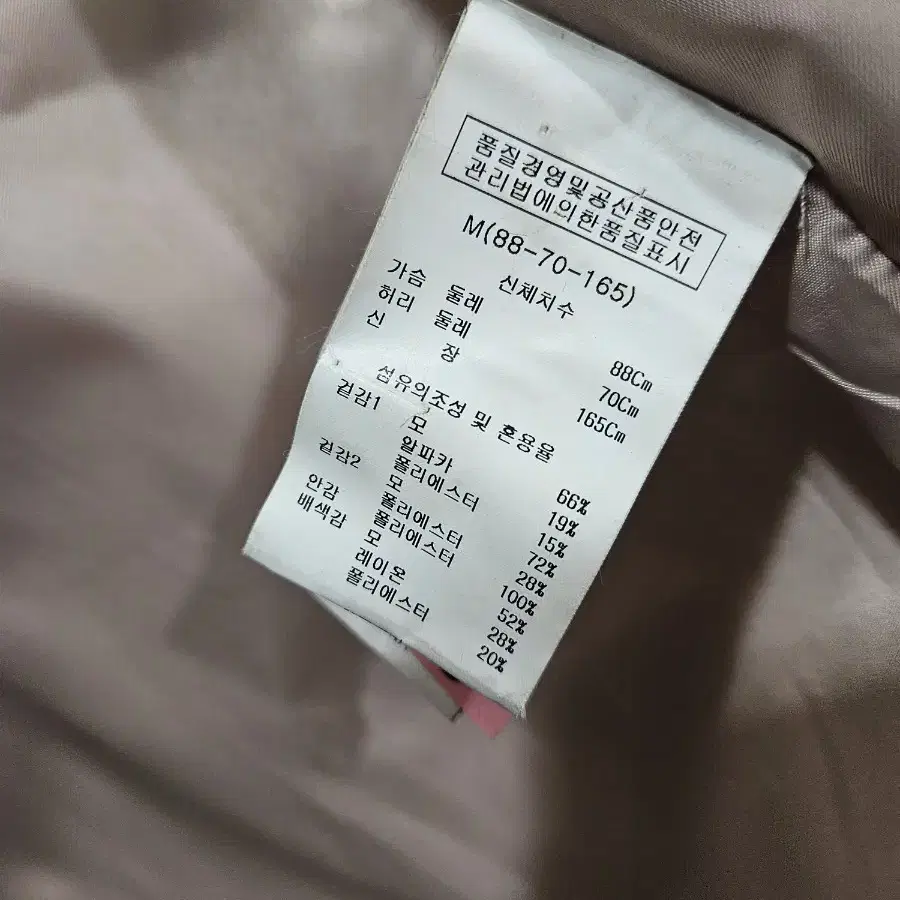 품질경영및공산품안전
관리법에의한품질표시
M(88-70-165)
신체치수
가슴 둘레 88Cm
허리 둘레 70Cm
신 장 165Cm
섬유의조성 및 혼용율
겉감1 모 66%
알파카 19%
폴리에스터 15%
겉감2 모 72%
폴리에스터 28%
안감 폴리에스터 100%
배색감 모 52%
레이온 28%
폴리에스터 20%